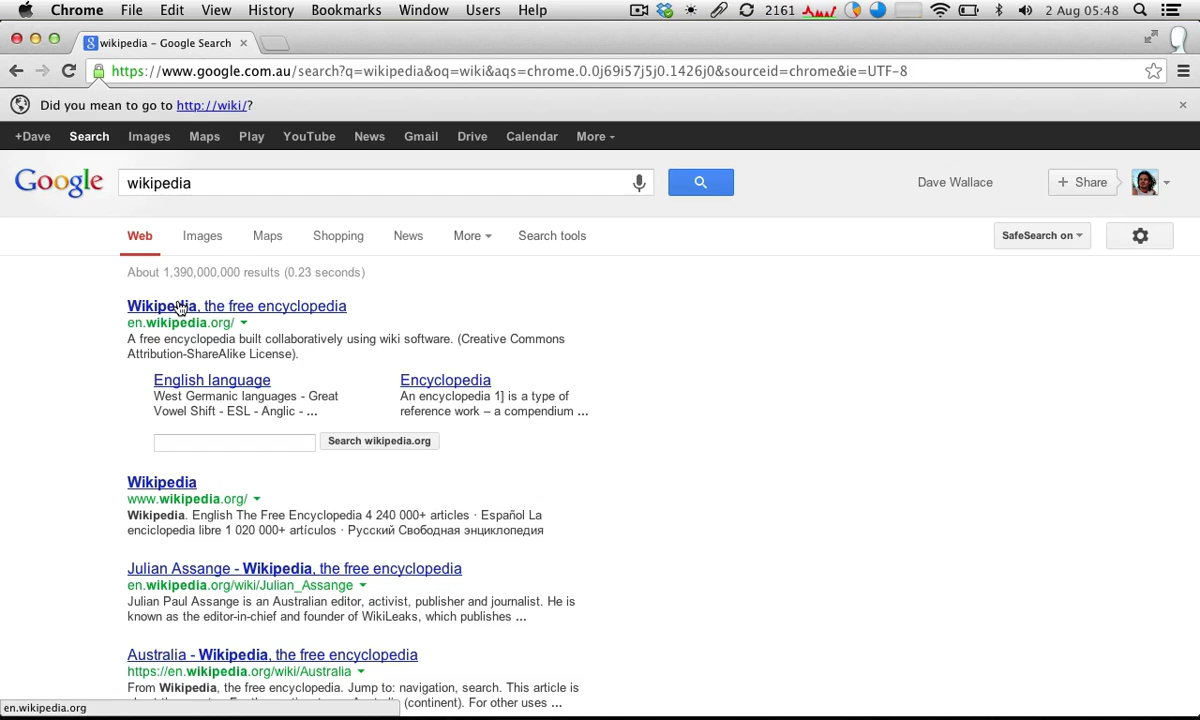 Chrome File Edit View History Bookmarks Window Users Help 2161 2 Aug 05:48
wikipedia – Google Search
https://www.google.com.au/search?q=wikipedia&oq=wiki&aqs=chrome.0.0j69i57j5j0.1426j0&sourceid=chrome&ie=UTF-8
Did you mean to go to http://wiki/?
+Dave Search Images Maps Play YouTube News Gmail Drive Calendar More
Google wikipedia Dave Wallace + Share
Web Images Maps Shopping News More Search tools SafeSearch on
About 1,390,000,000 results (0.23 seconds)
Wikipedia, the free encyclopedia
en.wikipedia.org/
A free encyclopedia built collaboratively using wiki software. (Creative Commons
Attribution-ShareAlike License).
English language Encyclopedia
West Germanic languages - Great An encyclopedia 1] is a type of
Vowel Shift - ESL - Anglic - ... reference work – a compendium ...
Search wikipedia.org
Wikipedia
www.wikipedia.org/
Wikipedia. English The Free Encyclopedia 4 240 000+ articles · Español La
enciclopedia libre 1 020 000+ artículos · Русский Свободная энциклопедия
Julian Assange - Wikipedia, the free encyclopedia
en.wikipedia.org/wiki/Julian_Assange
Julian Paul Assange is an Australian editor, activist, publisher and journalist. He is
known as the editor-in-chief and founder of WikiLeaks, which publishes ...
Australia - Wikipedia, the free encyclopedia
https://en.wikipedia.org/wiki/Australia
From Wikipedia, the free encyclopedia. Jump to: navigation, search. This article is
(continent). For other uses ...
en.wikipedia.org